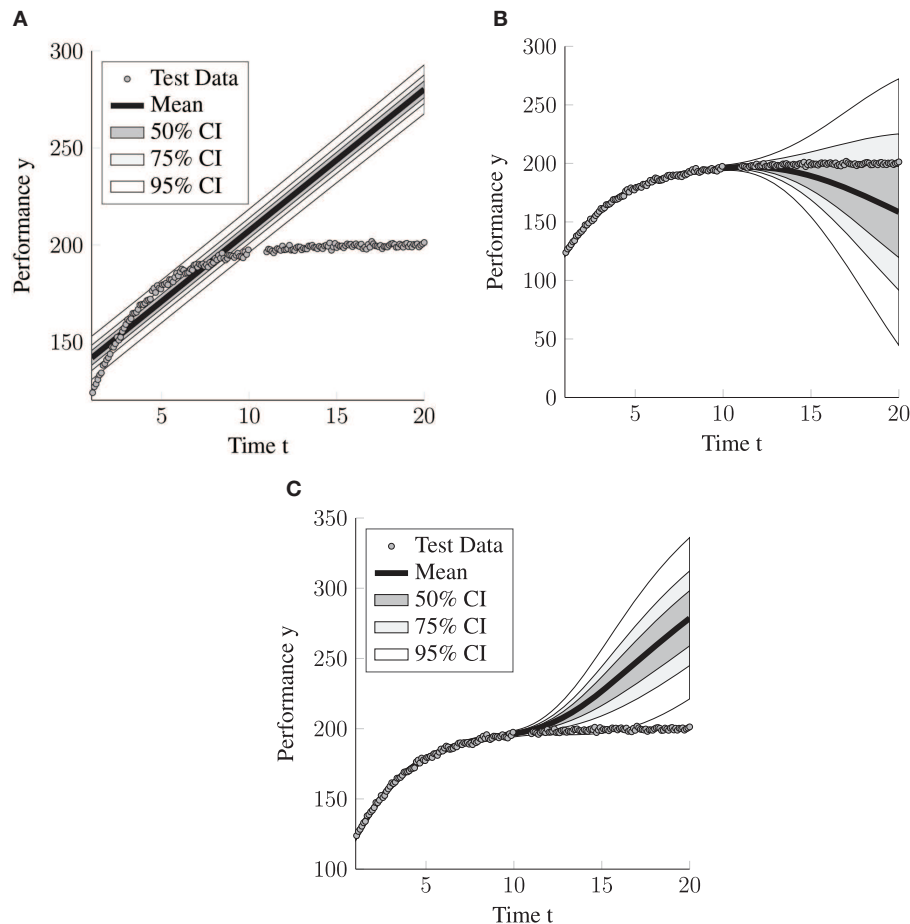 A
300
250
200
150
Performance y
Test Data
Mean
50% CI
75% CI
95% CI
5
10
15
20
Time t
B
300
250
200
150
100
50
0
Performance y
5
10
15
20
Time t
C
350
300
250
200
150
100
Performance y
Test Data
Mean
50% CI
75% CI
95% CI
5
10
15
20
Time t